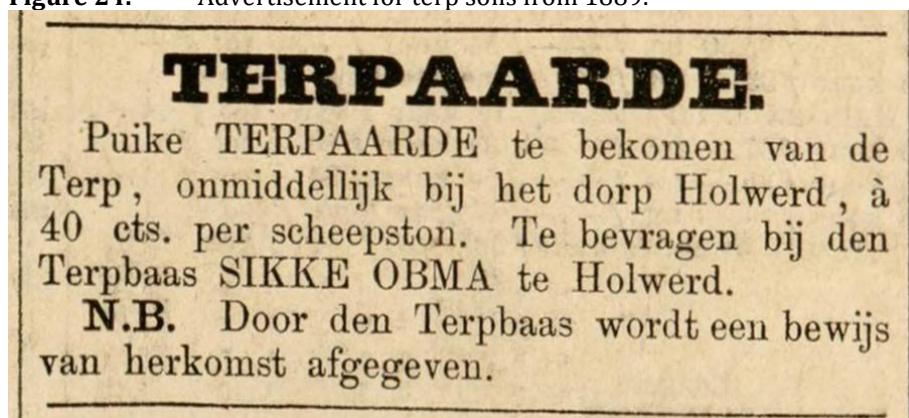 Figure 24. Advertisement for terp soils from 1889.
TERPAARDE.
Puike TERPAARDE te bekomen van de
Terp, onmiddellijk bij het dorp Holwerd, à
40 cts. per scheepston. Te bevragen bij den
Terpbaas SIKKE OBMA te Holwerd.
N.B. Door den Terpbaas wordt een bewijs
van herkomst afgegeven.